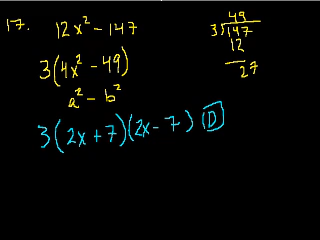 17. 12x² - 147
3(4x² - 49)
a² - b²
3(2x + 7)(2x - 7) D
49
3)147
12
27